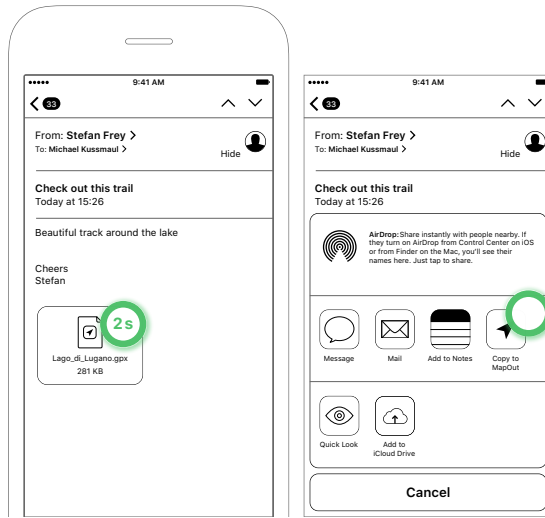 9:41 AM
33
From: Stefan Frey
To: Michael Kussmaul
Hide
Check out this trail
Today at 15:26
Beautiful track around the lake
Cheers
Stefan
2s
Lago_di_Lugano.gpx
281 KB
9:41 AM
33
From: Stefan Frey
To: Michael Kussmaul
Hide
Check out this trail
Today at 15:26
AirDrop: Share instantly with people nearby. If
they turn on AirDrop from Control Center on iOS
or from Finder on the Mac, you'll see their
names here. Just tap to share.
Message
Mail
Add to Notes
Copy to
MapOut
Quick Look
Add to
iCloud Drive
Cancel